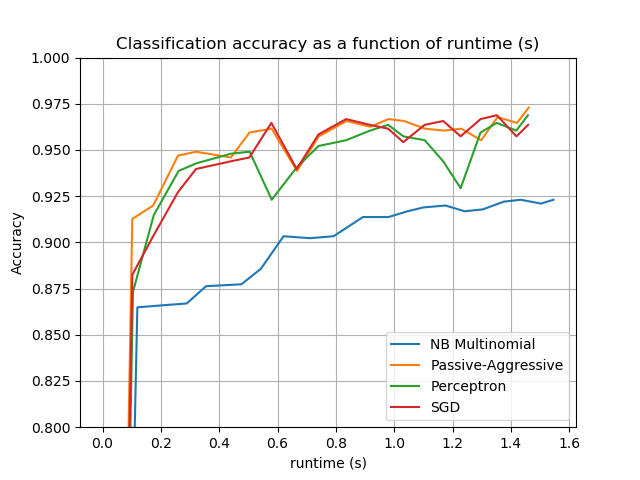 Classification accuracy as a function of runtime (s)
1.000
0.975
0.950
0.925
0.900
0.875
0.850
0.825
0.800
Accuracy
NB Multinomial
Passive-Aggressive
Perceptron
SGD
0.0 0.2 0.4 0.6 0.8 1.0 1.2 1.4 1.6
runtime (s)